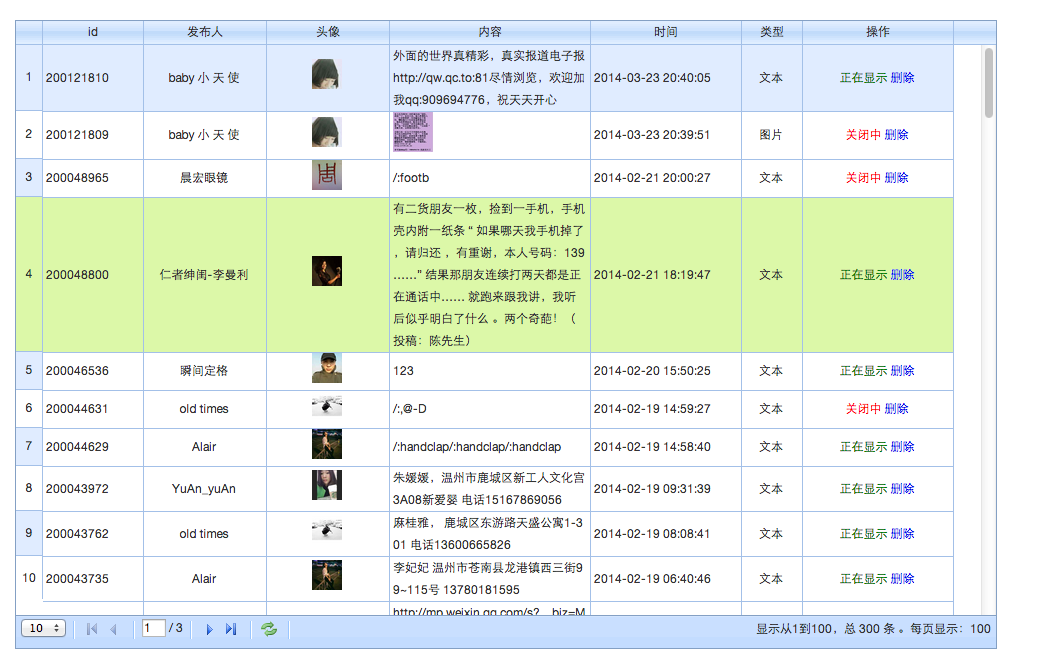 id 发布人 头像 内容 时间 类型 操作
外面的世界真精彩，真实报道电子报
1 200121810 baby 小 天 使 http://qw.qc.to:81尽情浏览，欢迎加 2014-03-23 20:40:05 文本 正在显示 删除
我qq:909694776，祝天天开心
2 200121809 baby 小 天 使 2014-03-23 20:39:51 图片 关闭中 删除
3 200048965 晨宏眼镜 /:footb 2014-02-21 20:00:27 文本 关闭中 删除
有二货朋友一枚，捡到一手机，手机
壳内附一纸条 “ 如果哪天我手机掉了
，请归还 ，有重谢，本人号码：139
4 200048800 仁者绅闺-李曼利 ……” 结果那朋友连续打两天都是正 2014-02-21 18:19:47 文本 正在显示 删除
在通话中…… 就跑来跟我讲，我听
后似乎明白了什么 。两个奇葩！（
投稿：陈先生）
5 200046536 瞬间定格 123 2014-02-20 15:50:25 文本 正在显示 删除
6 200044631 old times /:,@-D 2014-02-19 14:59:27 文本 关闭中 删除
7 200044629 Alair /:handclap/:handclap/:handclap 2014-02-19 14:58:40 文本 正在显示 删除
朱媛媛，温州市鹿城区新工人文化宫
8 200043972 YuAn_yuAn 3A08新爱婴 电话15167869056 2014-02-19 09:31:39 文本 正在显示 删除
麻桂雅， 鹿城区东游路天盛公寓1-3
9 200043762 old times 01 电话13600665826 2014-02-19 08:08:41 文本 正在显示 删除
李妃妃 温州市苍南县龙港镇西三街9
10 200043735 Alair 9~115号 13780181595 2014-02-19 06:40:46 文本 正在显示 删除
http://mp.weixin.qq.com/s?__biz=M
10 1 / 3 显示从1到100，总 300 条 。每页显示：100